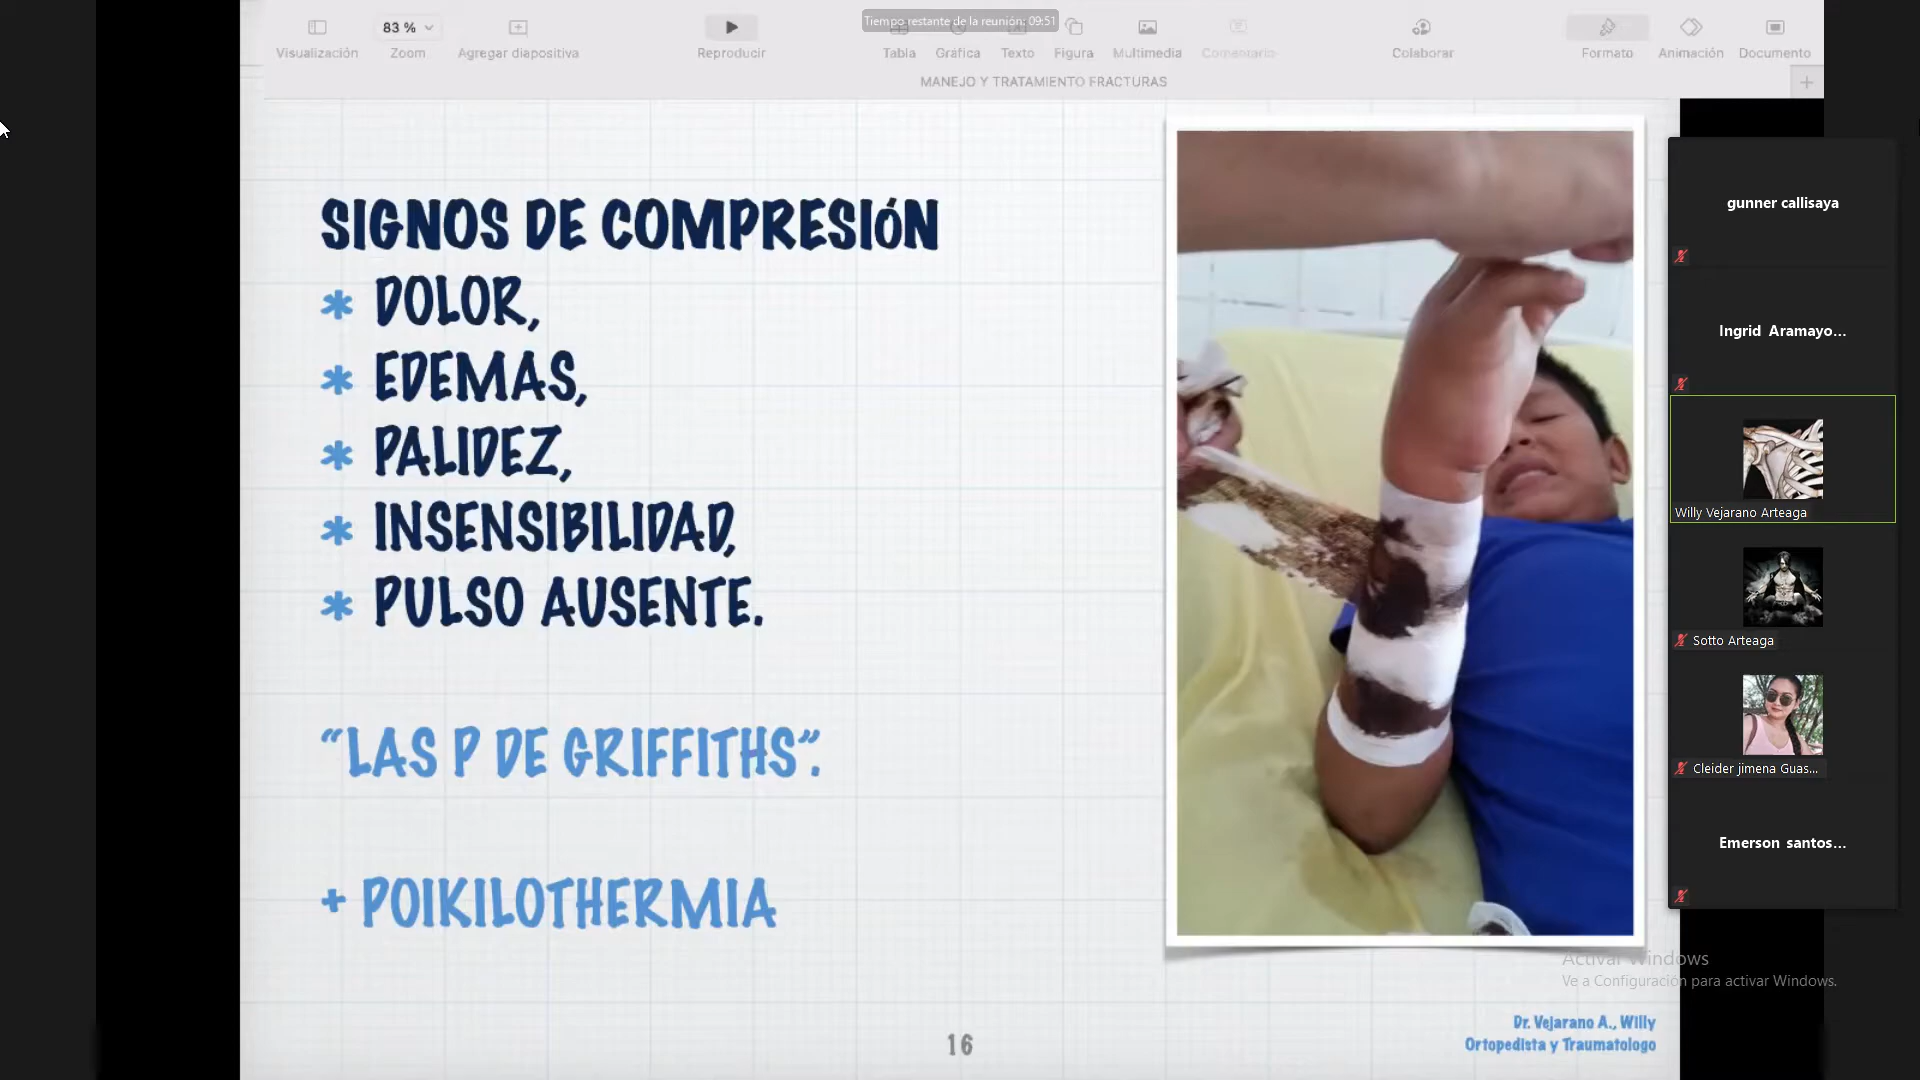 Tiempo restante de la reunión: 09:51
83 %
Visualización
Zoom
Agregar diapositiva
Reproducir
Tabla
Gráfica
Texto
Figura
Multimedia
Comentario
Colaborar
Formato
Animación
Documento
MANEJO Y TRATAMIENTO FRACTURAS
+
SIGNOS DE COMPRESIÓN
* DOLOR,
* EDEMAS,
* PALIDEZ,
* INSENSIBILIDAD,
* PULSO AUSENTE.
“LAS P DE GRIFFITHS”.
+ POIKILOTHERMIA
16
Dr. Vejarano A., Willy
Ortopedista y Traumatologo
gunner callisaya
Ingrid Aramayo...
Willy Vejarano Arteaga
Sotto Arteaga
Cleider jimena Guas...
Emerson santos...
Activar Windows
Ve a Configuración para activar Windows.